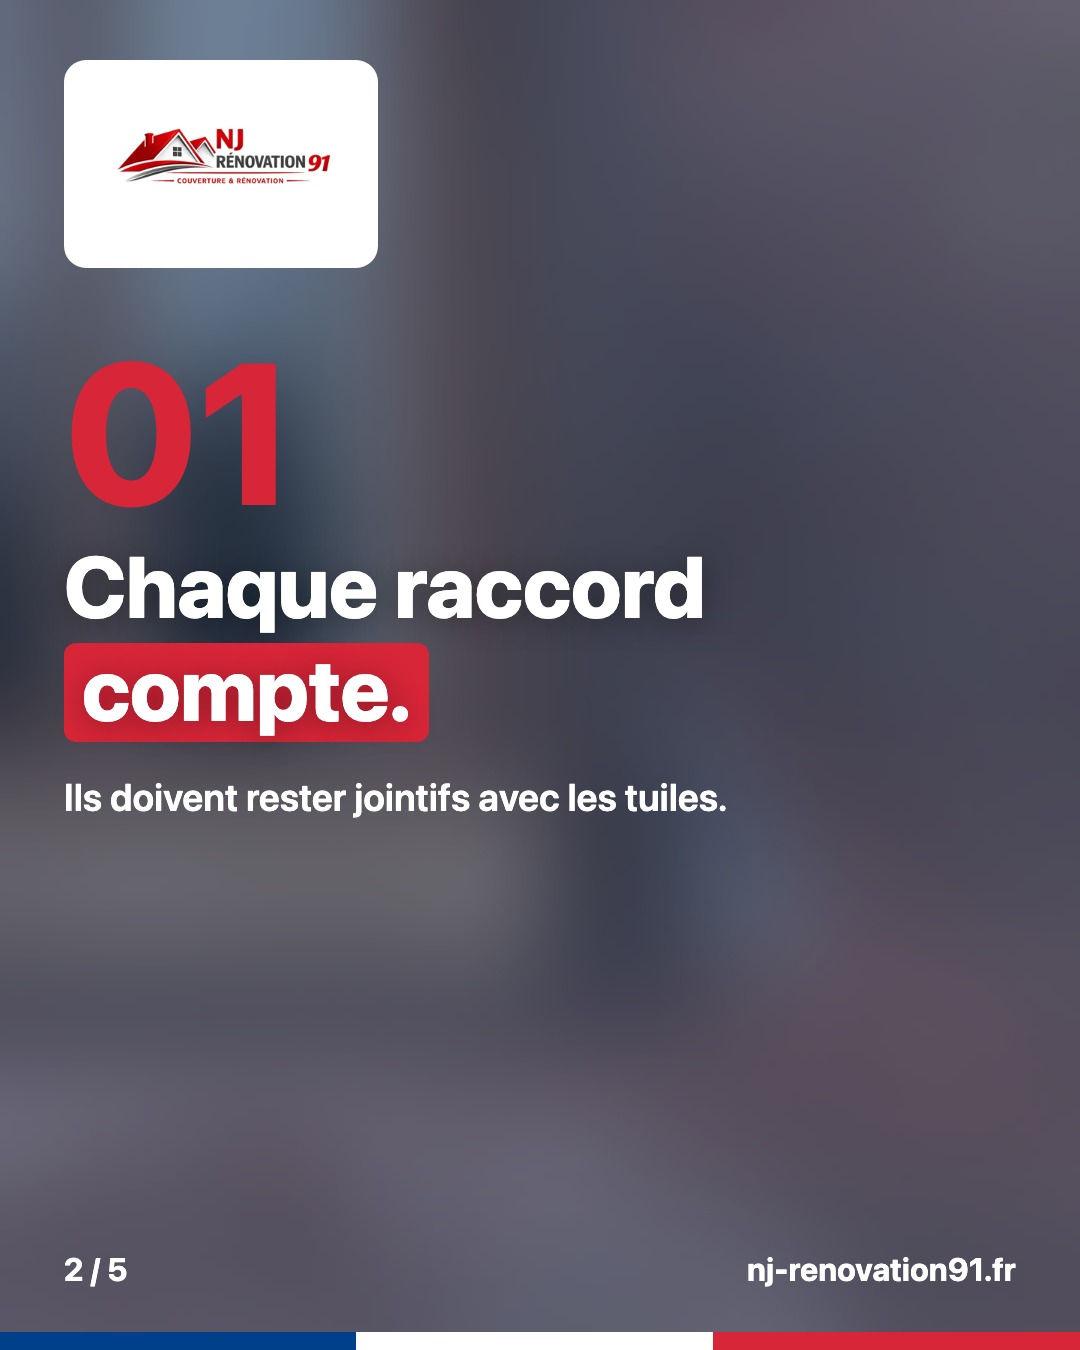 NJ
RÉNOVATION 91
COUVERTURE & RÉNOVATION
01
Chaque raccord
compte.
Ils doivent rester jointifs avec les tuiles.
2 / 5
nj-renovation91.fr